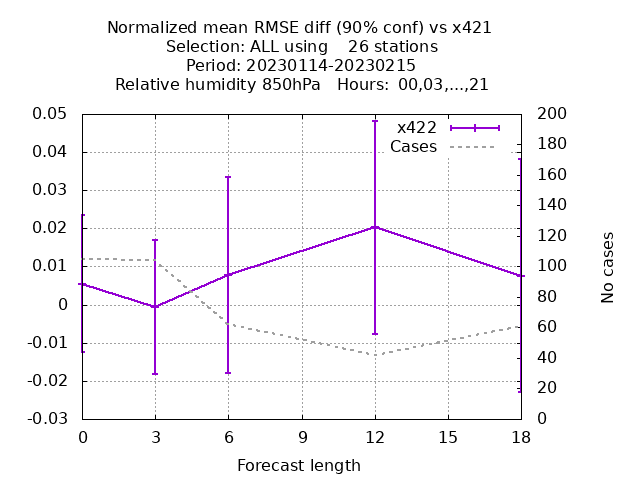 Normalized mean RMSE diff (90% conf) vs x421
Selection: ALL using    26 stations
Period: 20230114-20230215
Relative humidity 850hPa   Hours: 00,03,...,21
x422
Cases
0.05
0.04
0.03
0.02
0.01
0
-0.01
-0.02
-0.03
200
180
160
140
120
100
80
60
40
20
0
No cases
0 3 6 9 12 15 18
Forecast length